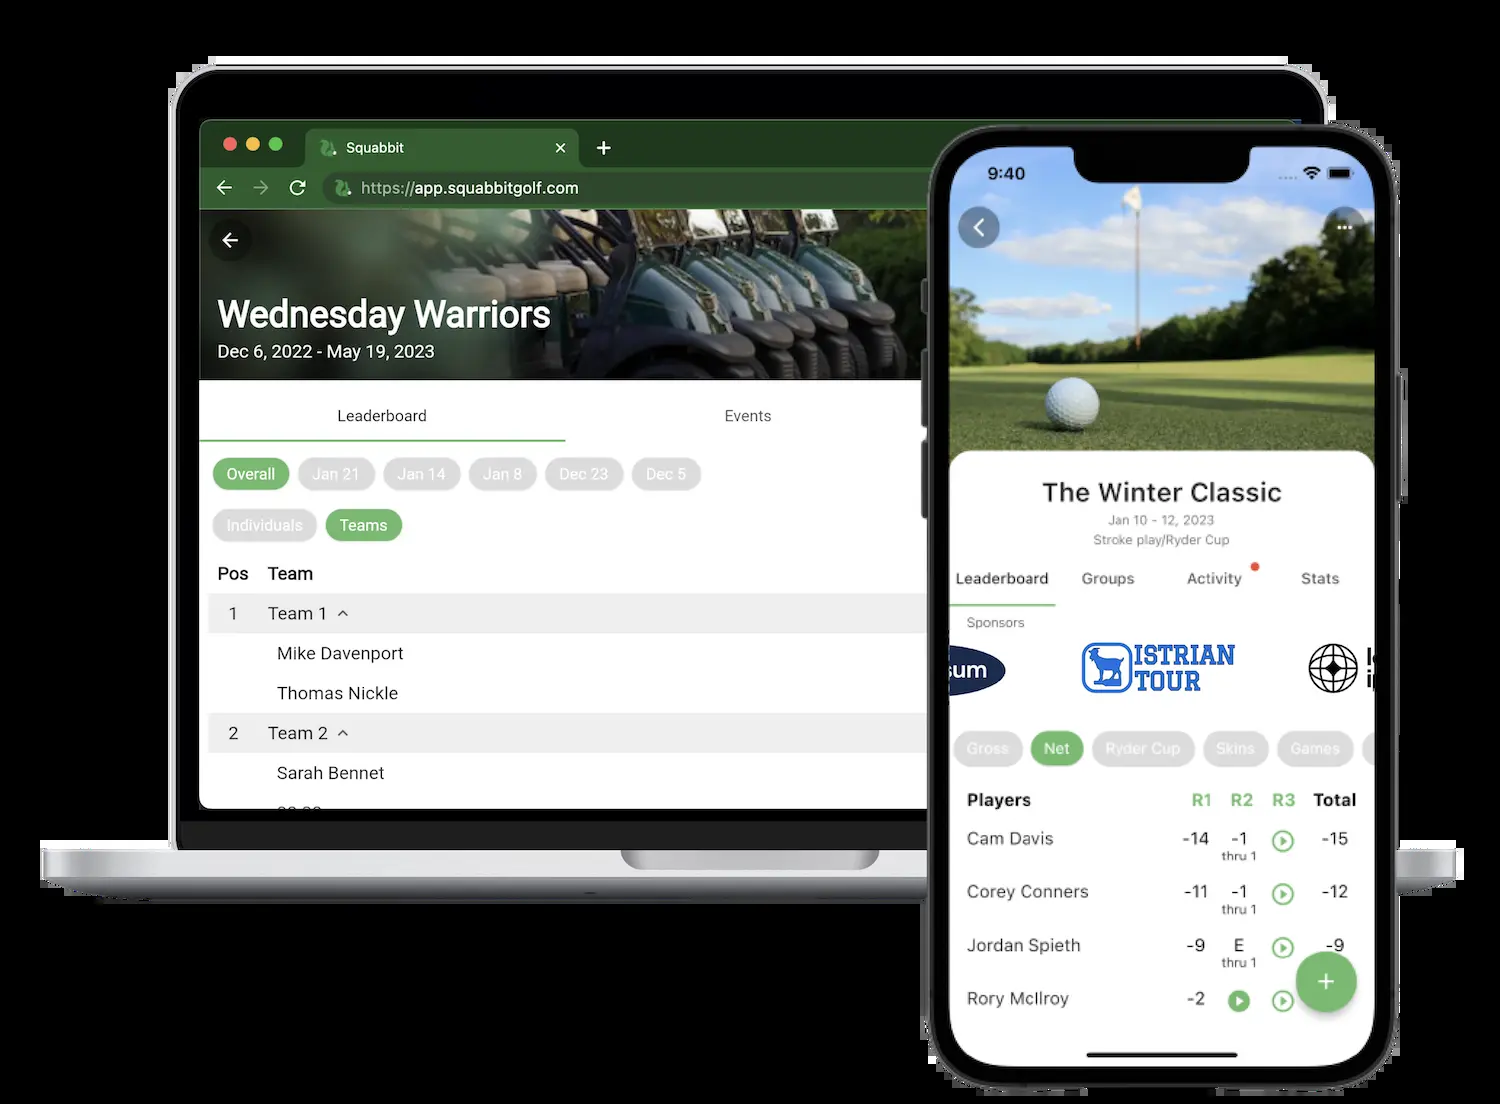 Squabbit
https://app.squabbitgolf.com
Wednesday Warriors
Dec 6, 2022 - May 19, 2023
Leaderboard Events
Overall Jan 21 Jan 14 Jan 8 Dec 23 Dec 5
Individuals Teams
Pos Team
1 Team 1
Mike Davenport
Thomas Nickle
2 Team 2
Sarah Bennet
9:40
The Winter Classic
Jan 10 - 12, 2023
Stroke play/Ryder Cup
Leaderboard Groups Activity Stats
Sponsors
sum
ISTRIAN
TOUR
Gross Net Ryder Cup Skins Games
Players R1 R2 R3 Total
Cam Davis -14 -1 -15
thru 1
Corey Conners -11 -1 -12
thru 1
Jordan Spieth -9 E -9
thru 1
Rory McIlroy -2